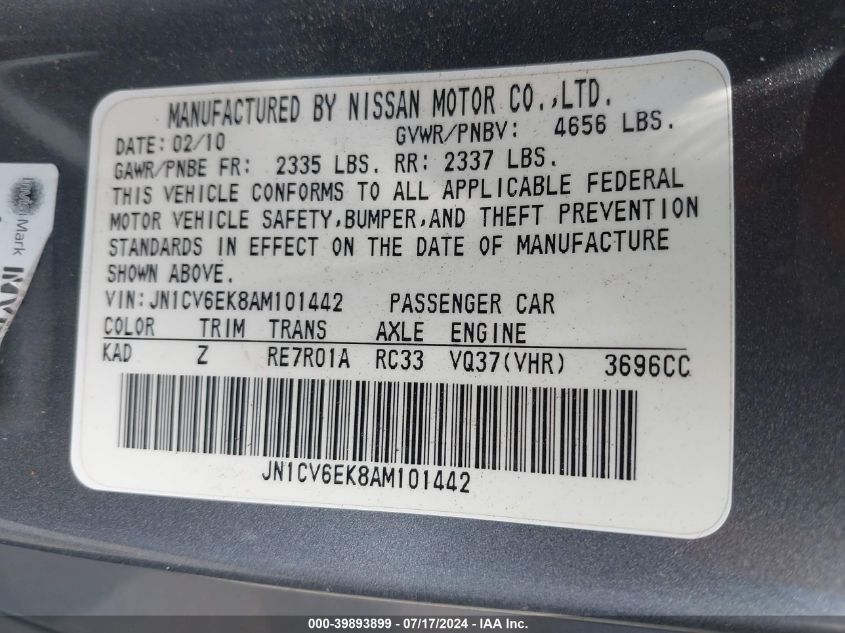 MANUFACTURED BY NISSAN MOTOR CO.,LTD.
DATE: 02/10 GVWR/PNBV: 4656 LBS.
GAWR/PNBE FR: 2335 LBS. RR: 2337 LBS.
THIS VEHICLE CONFORMS TO ALL APPLICABLE FEDERAL
MOTOR VEHICLE SAFETY,BUMPER,AND THEFT PREVENTION
STANDARDS IN EFFECT ON THE DATE OF MANUFACTURE
SHOWN ABOVE.
VIN:JN1CV6EK8AM101442 PASSENGER CAR
COLOR TRIM TRANS AXLE ENGINE
KAD Z RE7R01A RC33 VQ37(VHR) 3696CC
JN1CV6EK8AM101442
Mark
000-39893899 - 07/17/2024 - IMG.